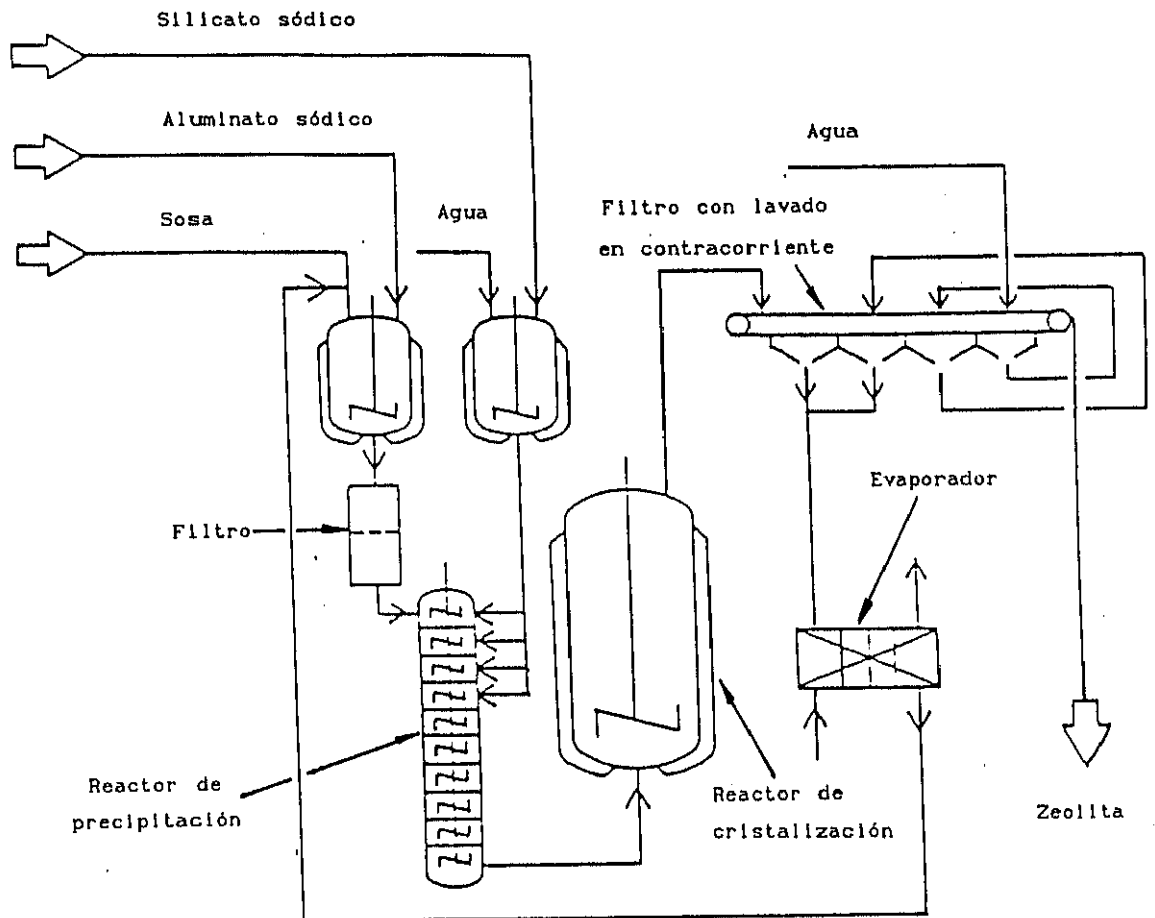 Silicato sódico
Aluminato sódico
Sosa
Agua
Agua
Filtro con lavado
en contracorriente
Filtro
Evaporador
Reactor de
precipitación
Reactor de
cristalización
Zeolita